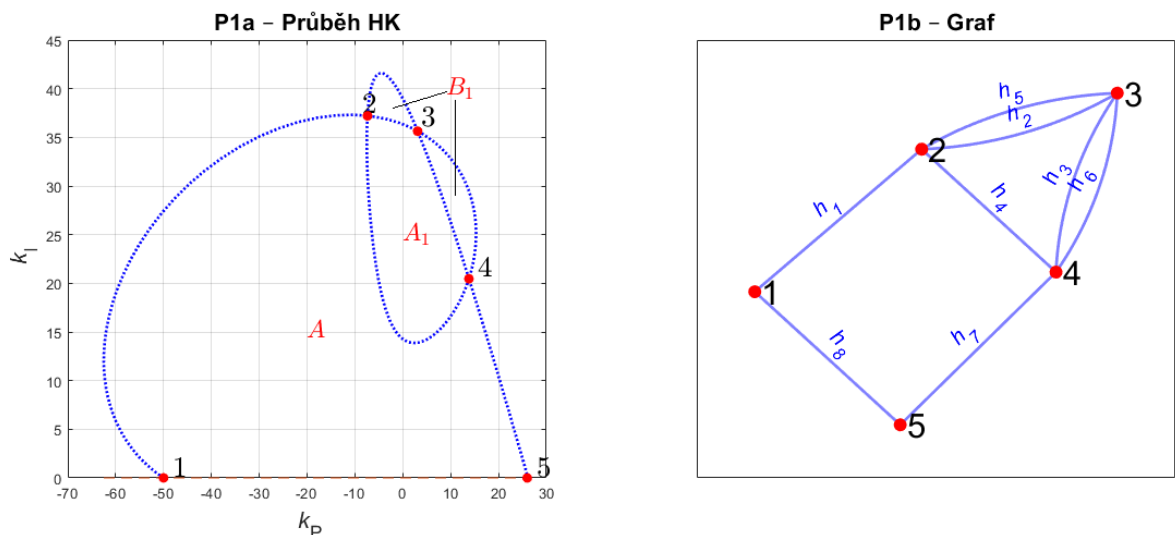 P1a – Průběh HK
45
40
35
30
25
20
15
10
5
0
k_I
-70 -60 -50 -40 -30 -20 -10 0 10 20 30
k_P
1
2
3
4
5
A
A_1
B_1
P1b – Graf
h_5
h_2
h_3
h_6
h_1
h_4
h_7
h_8
1
2
3
4
5